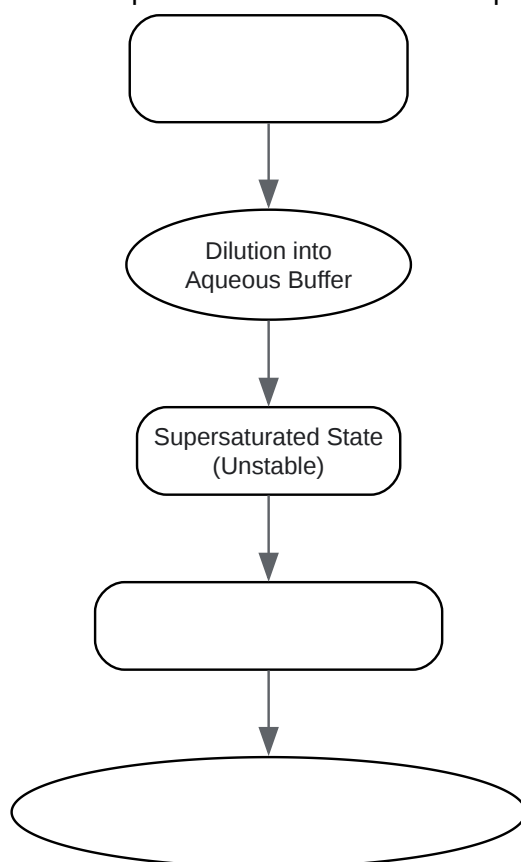 Dilution into
Aqueous Buffer
Supersaturated State
(Unstable)